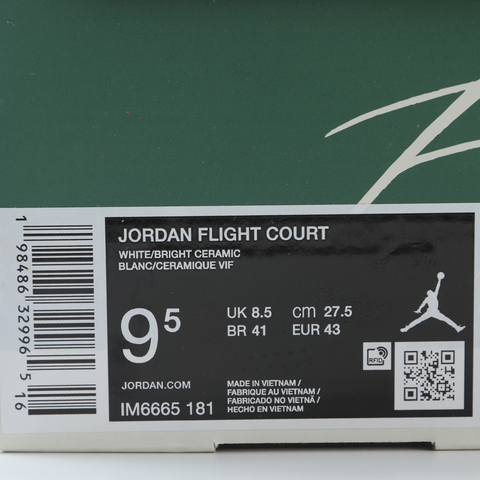 JORDAN FLIGHT COURT
WHITE/BRIGHT CERAMIC
BLANC/CERAMIQUE VIF
9 5
UK 8.5 cm 27.5
BR 41 EUR 43
RFID
JORDAN.COM
IM6665 181
MADE IN VIETNAM /
FABRIQUE AU VIETNAM /
FABRICADO NO VIETNÃ /
HECHO EN VIETNAM
1 98486 32996 5 16